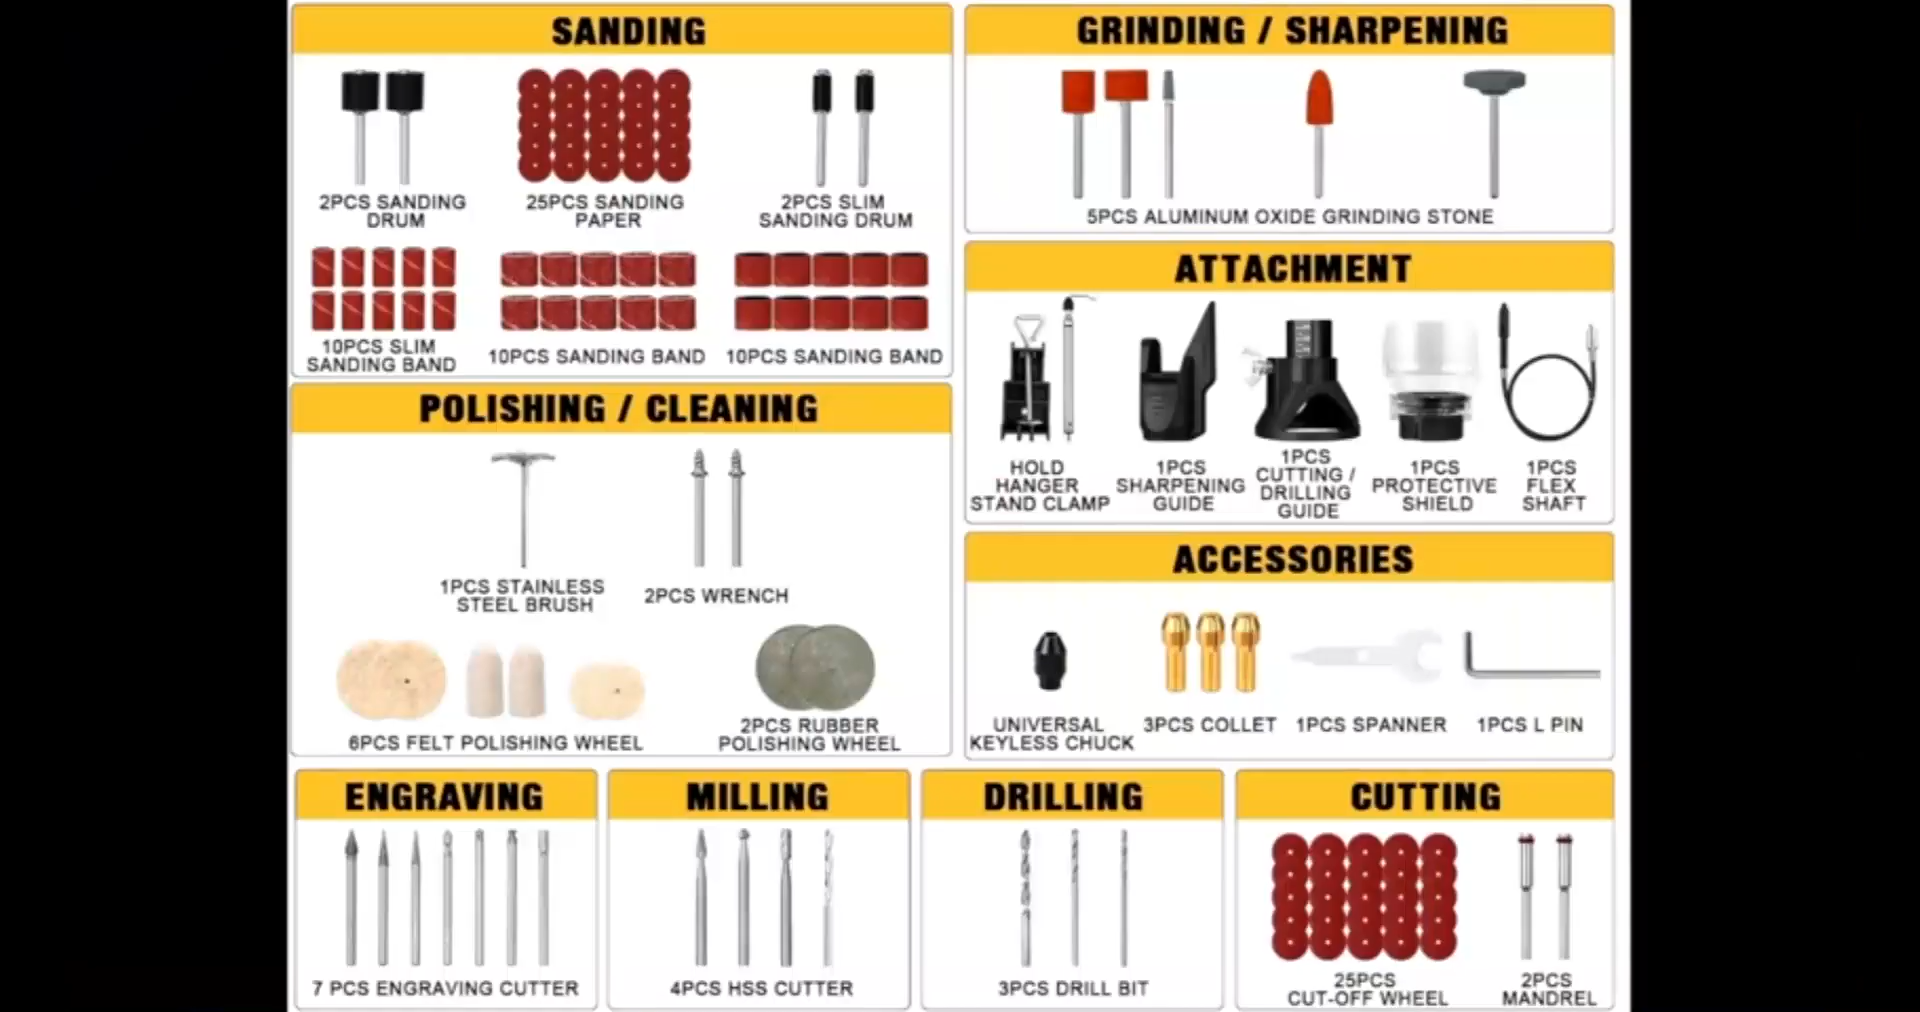 SANDING
2PCS SANDING
DRUM
25PCS SANDING
PAPER
2PCS SLIM
SANDING DRUM
10PCS SLIM
SANDING BAND
10PCS SANDING BAND
10PCS SANDING BAND
GRINDING / SHARPENING
5PCS ALUMINUM OXIDE GRINDING STONE
ATTACHMENT
HOLD
HANGER
STAND CLAMP
1PCS
SHARPENING
GUIDE
1PCS
CUTTING /
DRILLING
GUIDE
1PCS
PROTECTIVE
SHIELD
1PCS
FLEX
SHAFT
POLISHING / CLEANING
1PCS STAINLESS
STEEL BRUSH
2PCS WRENCH
6PCS FELT POLISHING WHEEL
2PCS RUBBER
POLISHING WHEEL
ACCESSORIES
UNIVERSAL
KEYLESS CHUCK
3PCS COLLET
1PCS SPANNER
1PCS L PIN
ENGRAVING
7 PCS ENGRAVING CUTTER
MILLING
4PCS HSS CUTTER
DRILLING
3PCS DRILL BIT
CUTTING
25PCS
CUT-OFF WHEEL
2PCS
MANDREL